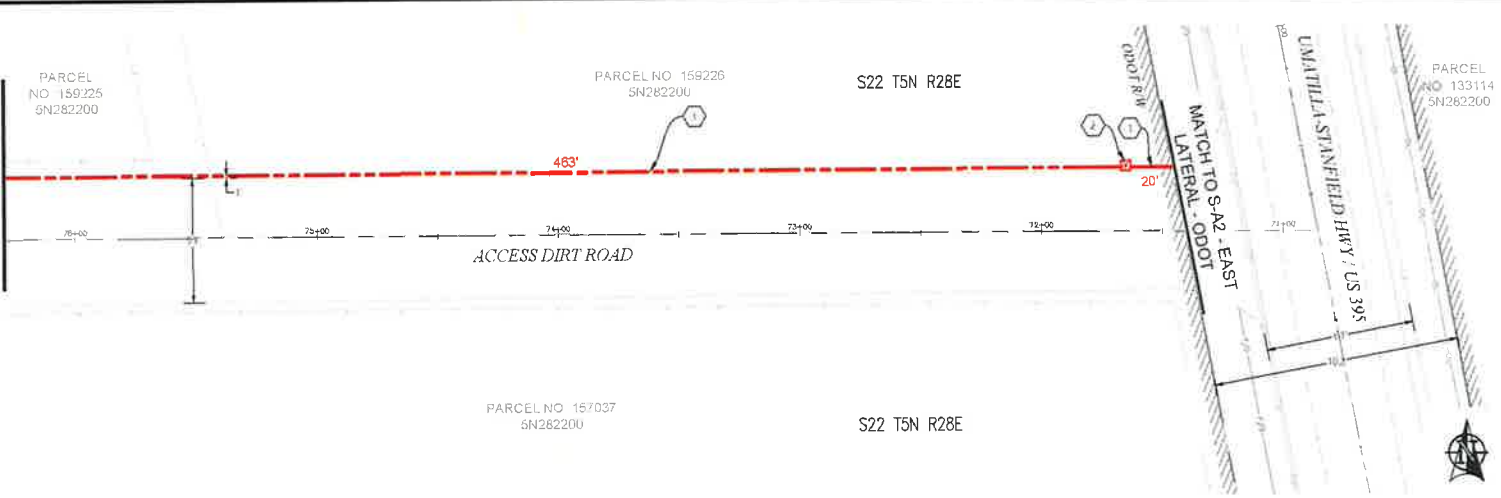 PARCEL
NO 159225
5N282200
PARCEL NO 159226
5N282200
S22 T5N R28E
ODOT R/W
UMATILLA-STANFIELD HWY / US 395
PARCEL
NO 133114
5N282200
1
2
1
MATCH TO S-A2 - EAST
LATERAL - ODOT
463'
20'
76+00
75+00
74+00
73+00
72+00
71+00
ACCESS DIRT ROAD
PARCEL NO 157037
5N282200
S22 T5N R28E
N